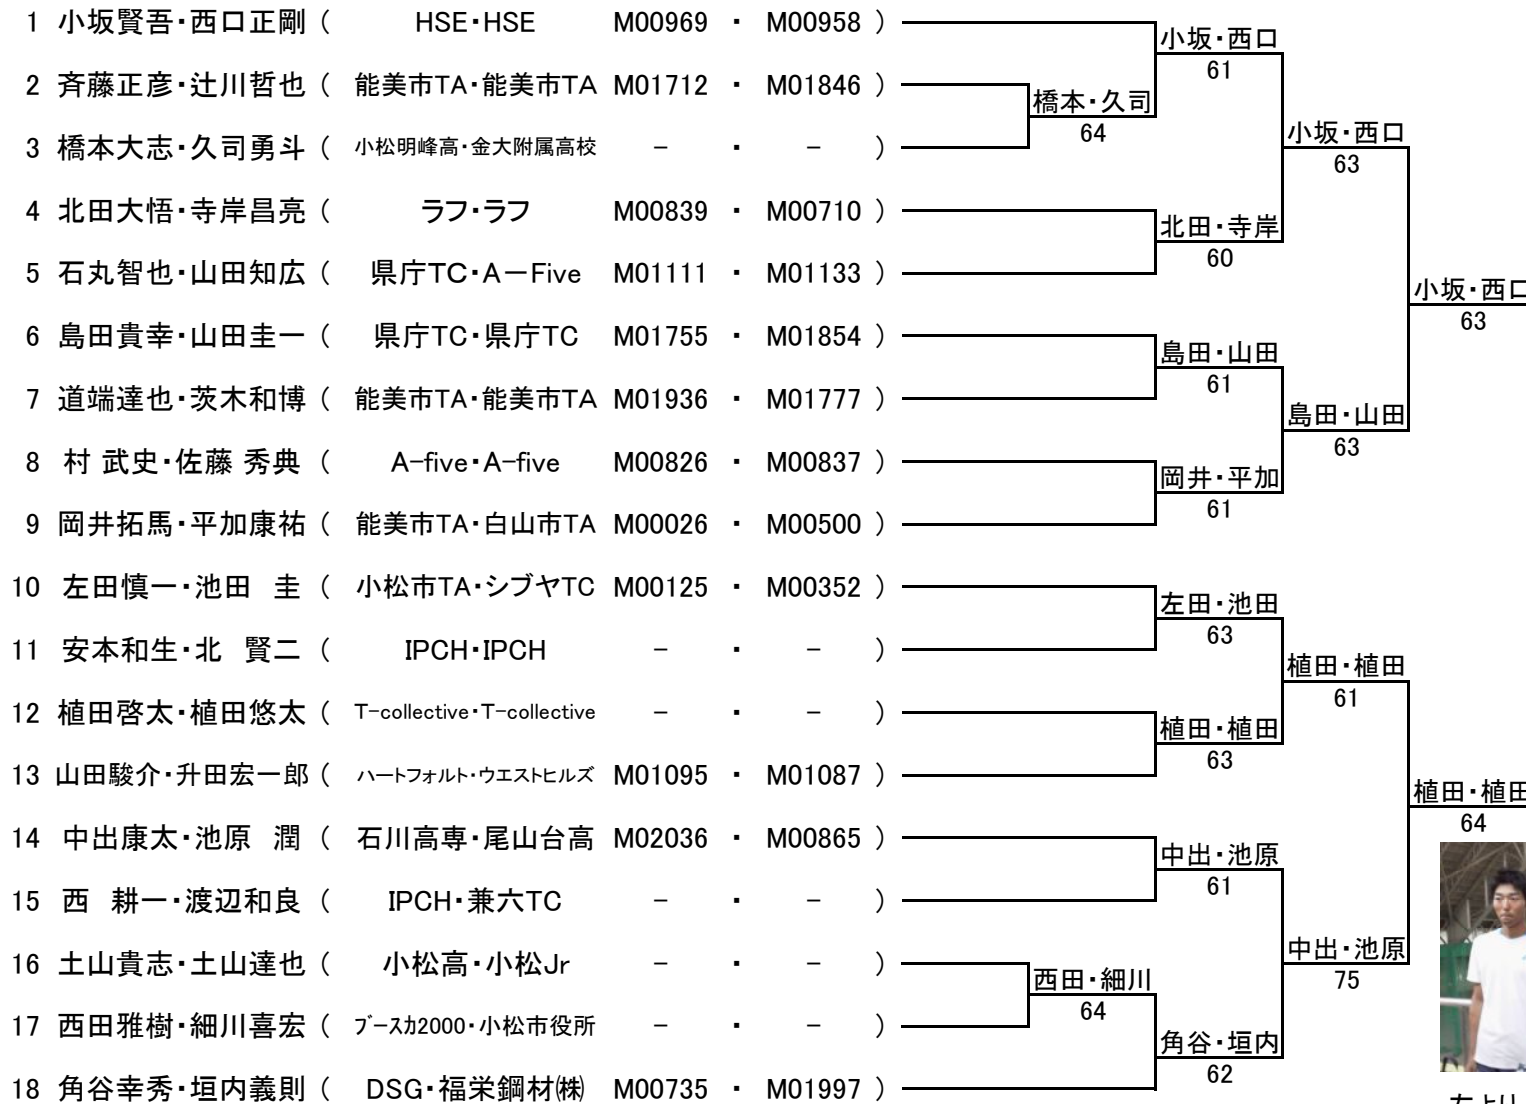 1 小坂賢吾・西口正剛 ( HSE・HSE M00969 ・ M00958 )
小坂・西口
61
2 斉藤正彦・辻川哲也 ( 能美市TA・能美市TA M01712 ・ M01846 )
橋本・久司
64
3 橋本大志・久司勇斗 ( 小松明峰高・金大附属高校 － ・ － )
小坂・西口
63
4 北田大悟・寺岸昌亮 ( ラフ・ラフ M00839 ・ M00710 )
北田・寺岸
60
5 石丸智也・山田知広 ( 県庁TC・A－Five M01111 ・ M01133 )
小坂・西口
63
6 島田貴幸・山田圭一 ( 県庁TC・県庁TC M01755 ・ M01854 )
島田・山田
61
7 道端達也・茨木和博 ( 能美市TA・能美市TA M01936 ・ M01777 )
島田・山田
63
8 村 武史・佐藤 秀典 ( A-five・A-five M00826 ・ M00837 )
岡井・平加
61
9 岡井拓馬・平加康祐 ( 能美市TA・白山市TA M00026 ・ M00500 )
10 左田慎一・池田 圭 ( 小松市TA・シブヤTC M00125 ・ M00352 )
左田・池田
63
11 安本和生・北 賢二 ( IPCH・IPCH － ・ － )
植田・植田
61
12 植田啓太・植田悠太 ( T-collective・T-collective － ・ － )
植田・植田
63
13 山田駿介・升田宏一郎 ( ハートフォルト・ウエストヒルズ M01095 ・ M01087 )
植田・植田
64
14 中出康太・池原 潤 ( 石川高専・尾山台高 M02036 ・ M00865 )
中出・池原
61
15 西 耕一・渡辺和良 ( IPCH・兼六TC － ・ － )
中出・池原
75
16 土山貴志・土山達也 ( 小松高・小松Jr － ・ － )
西田・細川
64
17 西田雅樹・細川喜宏 ( ブースカ2000・小松市役所 － ・ － )
角谷・垣内
62
18 角谷幸秀・垣内義則 ( DSG・福栄鋼材㈱ M00735 ・ M01997 )